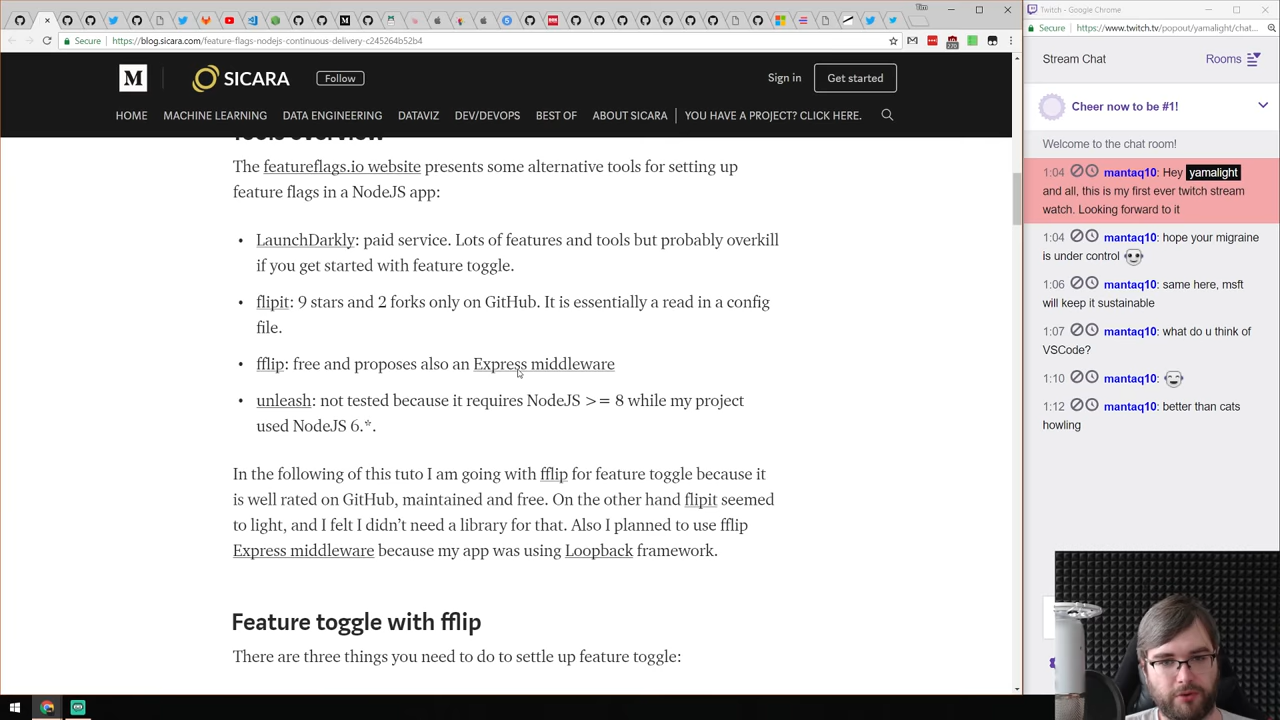 Tim
Twitch - Google Chrome
Secure
https://blog.sicara.com/feature-flags-nodejs-continuous-delivery-c245264b52b4
Secure
https://www.twitch.tv/popout/yamalight/chat...
M
SICARA
Follow
Sign in
Get started
HOME
MACHINE LEARNING
DATA ENGINEERING
DATAVIZ
DEV/DEVOPS
BEST OF
ABOUT SICARA
YOU HAVE A PROJECT? CLICK HERE.
Tools overview
The featureflags.io website presents some alternative tools for setting up
feature flags in a NodeJS app:
• LaunchDarkly: paid service. Lots of features and tools but probably overkill
if you get started with feature toggle.
• flipit: 9 stars and 2 forks only on GitHub. It is essentially a read in a config
file.
• fflip: free and proposes also an Express middleware
• unleash: not tested because it requires NodeJS >= 8 while my project
used NodeJS 6.*.
In the following of this tuto I am going with fflip for feature toggle because it
is well rated on GitHub, maintained and free. On the other hand flipit seemed
to light, and I felt I didn't need a library for that. Also I planned to use fflip
Express middleware because my app was using Loopback framework.
Feature toggle with fflip
There are three things you need to do to settle up feature toggle:
Stream Chat
Rooms
Cheer now to be #1!
Welcome to the chat room!
1:04 mantaq10: Hey yamalight
and all, this is my first ever twitch stream
watch. Looking forward to it
1:04 mantaq10: hope your migraine
is under control
1:06 mantaq10: same here, msft
will keep it sustainable
1:07 mantaq10: what do u think of
VSCode?
1:10 mantaq10:
1:12 mantaq10: better than cats
howling